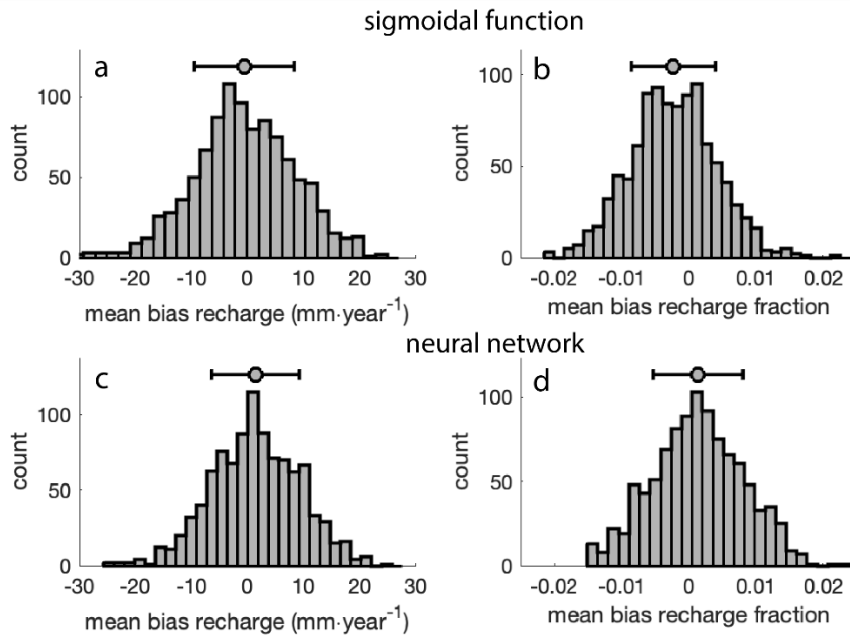 sigmoidal function
a
count
100
50
0
-30 -20 -10 0 10 20 30
mean bias recharge (mm·year⁻¹)
b
count
100
50
0
-0.02 -0.01 0 0.01 0.02
mean bias recharge fraction
neural network
c
count
100
50
0
-30 -20 -10 0 10 20 30
mean bias recharge (mm·year⁻¹)
d
count
100
50
0
-0.02 -0.01 0 0.01 0.02
mean bias recharge fraction